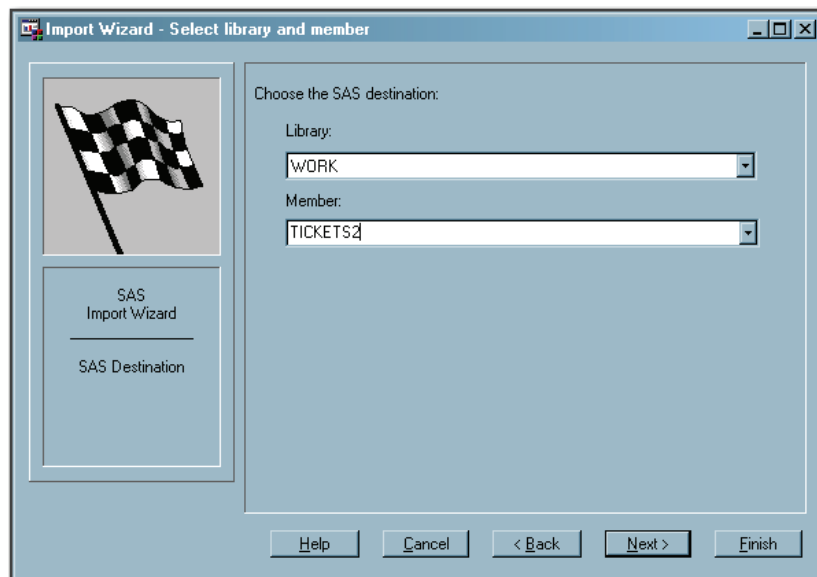 Import Wizard - Select library and member
Choose the SAS destination:
Library:
WORK
Member:
TICKETS2
SAS
Import Wizard
SAS Destination
Help
Cancel
< Back
Next >
Finish